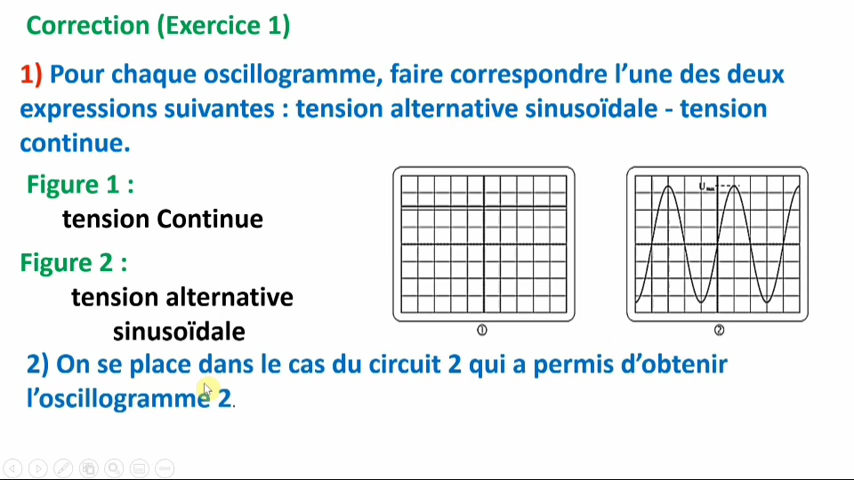 Correction (Exercice 1)
1) Pour chaque oscillogramme, faire correspondre l'une des deux
expressions suivantes : tension alternative sinusoïdale - tension
continue.
Figure 1 :
tension Continue
Figure 2 :
tension alternative
sinusoïdale
Umax
①
②
2) On se place dans le cas du circuit 2 qui a permis d'obtenir
l'oscillogramme 2.